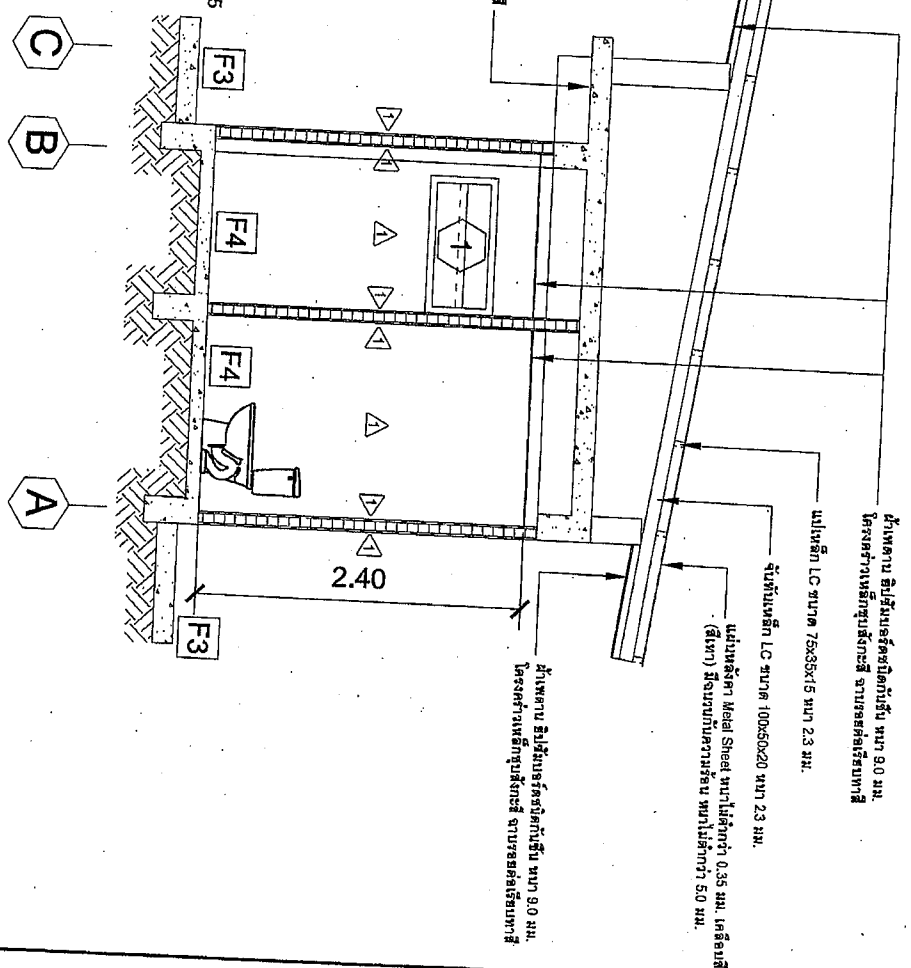 ฝ้าเพดาน ยิปซั่มบอร์ดชนิดกันชื้น หนา 9.0 มม.
โครงคร่าวเหล็กชุบสังกะสี ฉาบรอยต่อเรียบทาสี
แปเหล็ก LC ขนาด 75x35x15 หนา 2.3 มม.
จันทันเหล็ก LC ขนาด 100x50x20 หนา 2.3 มม.
แผ่นหลังคา Metal Sheet หนาไม่ต่ำกว่า 0.35 มม. เคลือบสี
(สีเทา) มีฉนวนกันความร้อน หนาไม่ต่ำกว่า 5.0 มม.
ฝ้าเพดาน ยิปซั่มบอร์ดชนิดกันชื้น หนา 9.0 มม.
โครงคร่าวเหล็กชุบสังกะสี ฉาบรอยต่อเรียบทาสี
5
C
B
A
F3
F4
F4
F3
1
1
1
1
1
1
1
1
1
2.40